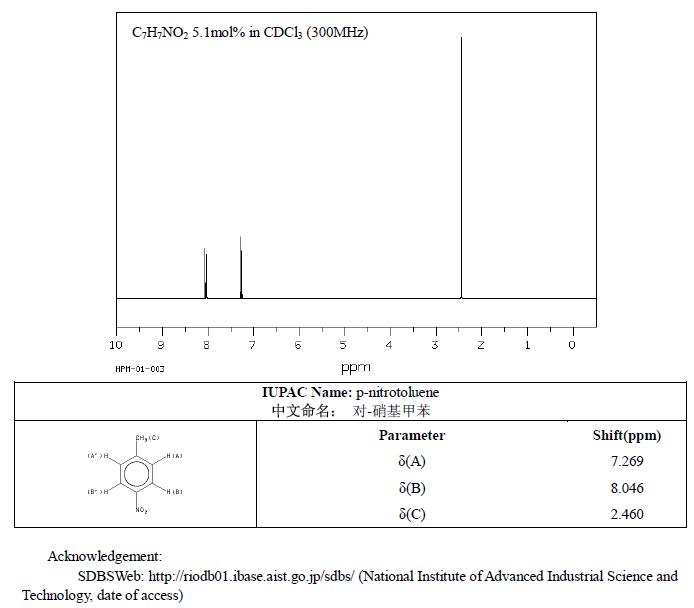 C₇H₇NO₂ 5.1mol% in CDCl₃ (300MHz)
10 9 8 7 6 5 4 3 2 1 0
HPM-01-003
ppm
IUPAC Name: p-nitrotoluene
中文命名： 对-硝基甲苯
CH₃(C)
(A')H H(A)
(B')H H(B)
NO₂
Parameter Shift(ppm)
δ(A) 7.269
δ(B) 8.046
δ(C) 2.460
Acknowledgement:
SDBSWeb: http://riodb01.ibase.aist.go.jp/sdbs/ (National Institute of Advanced Industrial Science and
Technology, date of access)